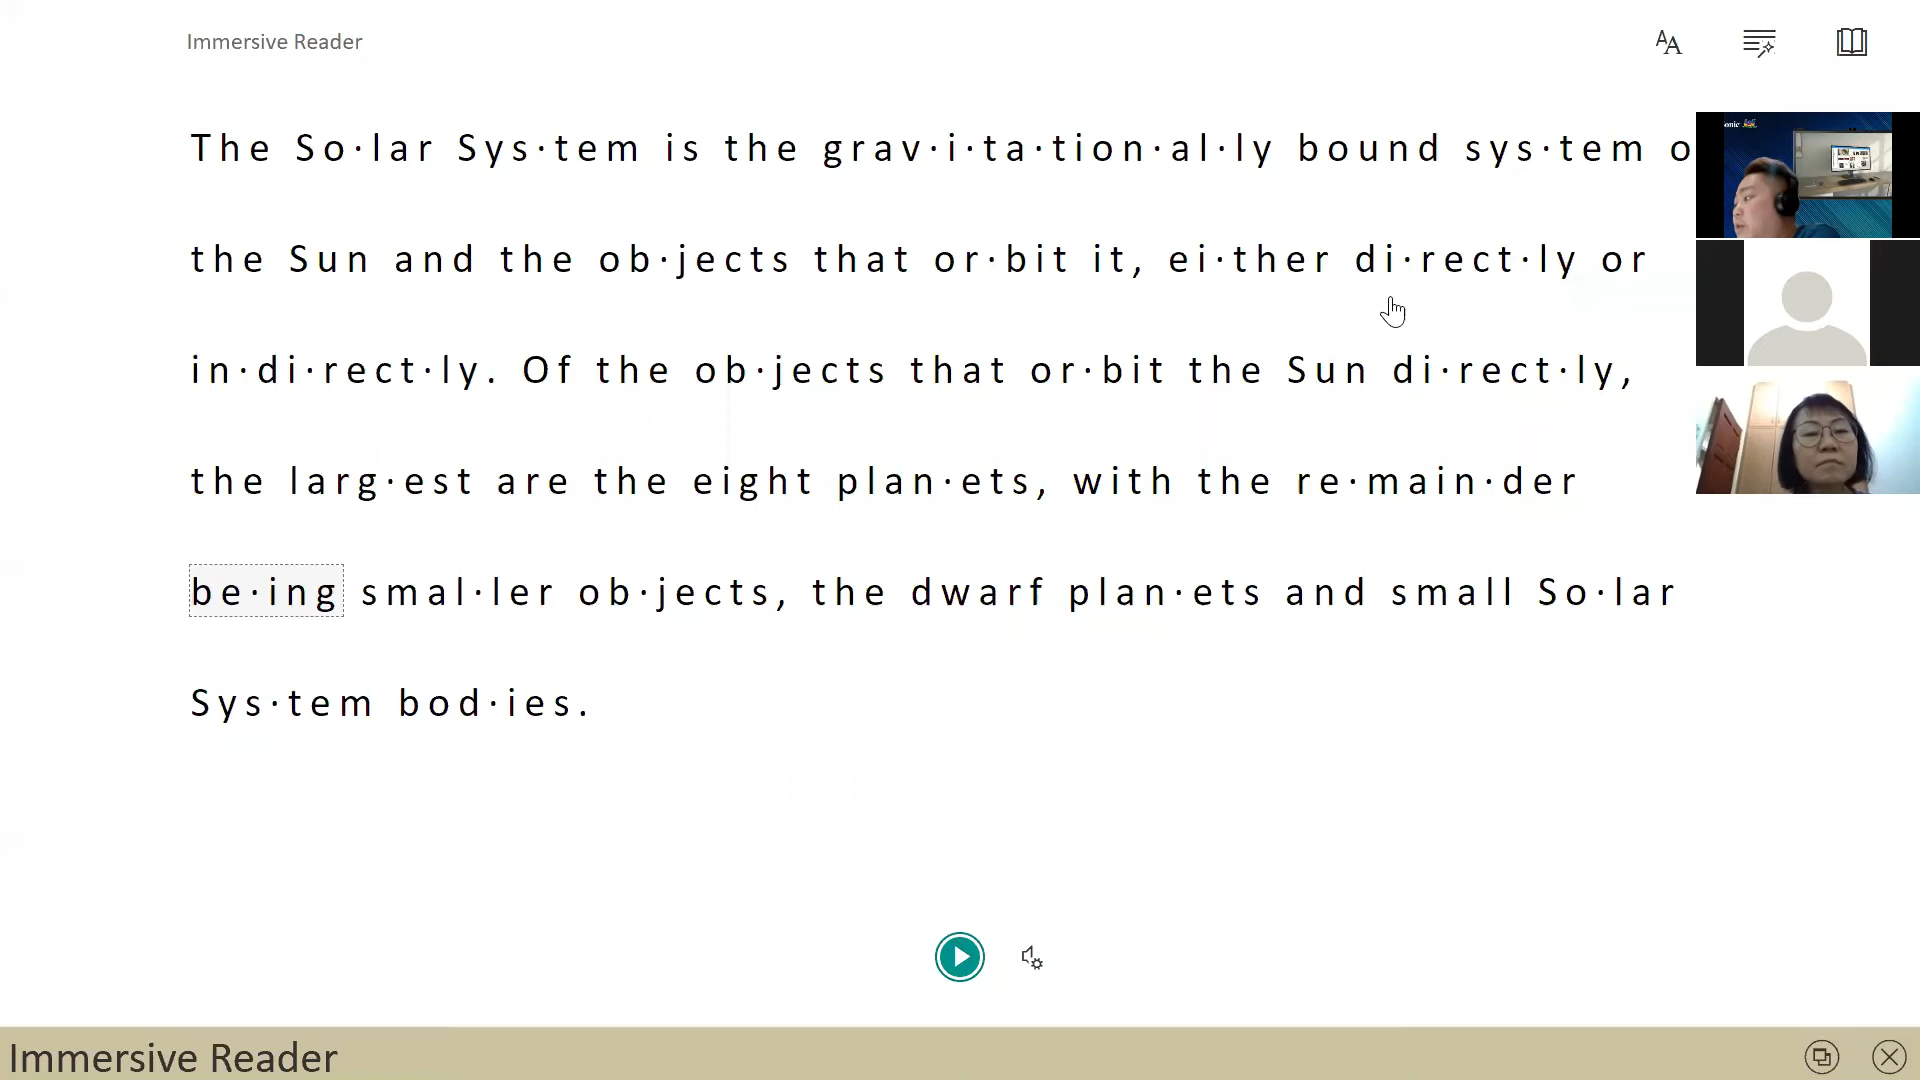 Immersive Reader
The So·lar Sys·tem is the grav·i·ta·tion·al·ly bound sys·tem o
the Sun and the ob·jects that or·bit it, ei·ther di·rect·ly or
in·di·rect·ly. Of the ob·jects that or·bit the Sun di·rect·ly,
the larg·est are the eight plan·ets, with the re·main·der
be·ing smal·ler ob·jects, the dwarf plan·ets and small So·lar
Sys·tem bod·ies.
Immersive Reader